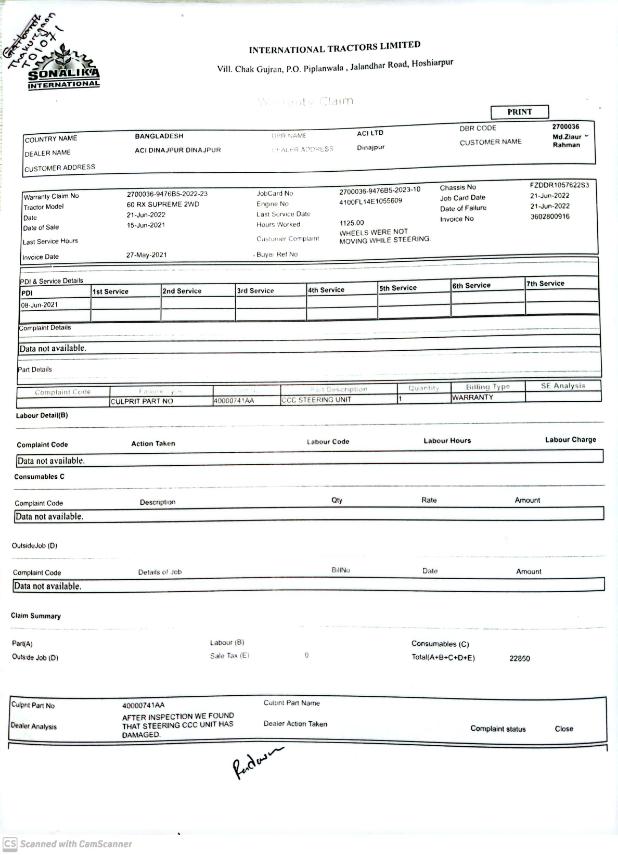 Thakurgaon
T01071
SONALIKA
INTERNATIONAL
INTERNATIONAL TRACTORS LIMITED
Vill. Chak Gujran, P.O. Piplanwala , Jalandhar Road, Hoshiarpur
Warranty Claim
PRINT
COUNTRY NAME BANGLADESH DBR NAME ACI LTD DBR CODE 2700036
DEALER NAME ACI DINAJPUR DINAJPUR DEALER ADDRESS Dinajpur CUSTOMER NAME Md.Ziaur Rahman
CUSTOMER ADDRESS
Warranty Claim No 2700036-9476B5-2022-23 JobCard No 2700036-9476B5-2023-10 Chassis No FZDDR1057622S3
Tractor Model 60 RX SUPREME 2WD Engine No 4100FL14E1055609 Job Card Date 21-Jun-2022
Date 21-Jun-2022 Last Service Date Date of Failure 21-Jun-2022
Date of Sale 15-Jun-2021 Hours Worked 1125.00 Invoice No 3602800916
Last Service Hours Customer Complaint WHEELS WERE NOT MOVING WHILE STEERING.
Invoice Date 27-May-2021 - Buyer Ref No
PDI & Service Details
PDI 1st Service 2nd Service 3rd Service 4th Service 5th Service 6th Service 7th Service
08-Jun-2021
Complaint Details
Data not available.
Part Details
Complaint Code Failure Type Part Description Quantity Billing Type SE Analysis
CULPRIT PART NO 40000741AA CCC STEERING UNIT 1 WARRANTY
Labour Detail(B)
Complaint Code Action Taken Labour Code Labour Hours Labour Charge
Data not available.
Consumables C
Complaint Code Description Qty Rate Amount
Data not available.
OutsideJob (D)
Complaint Code Details of Job BillNo Date Amount
Data not available.
Claim Summary
Part(A) Labour (B) Consumables (C)
Outside Job (D) Sale Tax (E) 0 Total(A+B+C+D+E) 22850
Culprit Part No 40000741AA Culprit Part Name
Dealer Analysis AFTER INSPECTION WE FOUND THAT STEERING CCC UNIT HAS DAMAGED. Dealer Action Taken Complaint status Close
CS Scanned with CamScanner